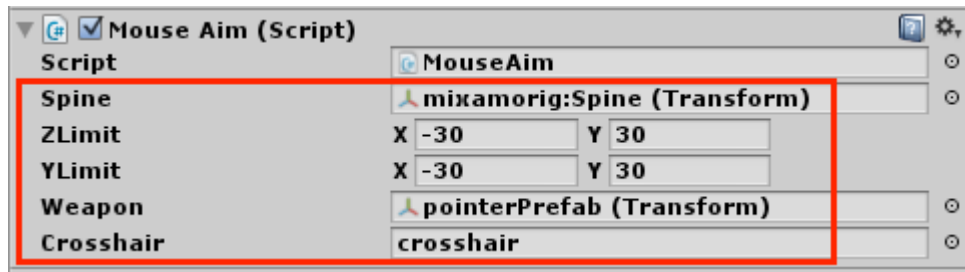 Mouse Aim (Script)
Script MouseAim
Spine mixamorig:Spine (Transform)
ZLimit X -30 Y 30
YLimit X -30 Y 30
Weapon pointerPrefab (Transform)
Crosshair crosshair